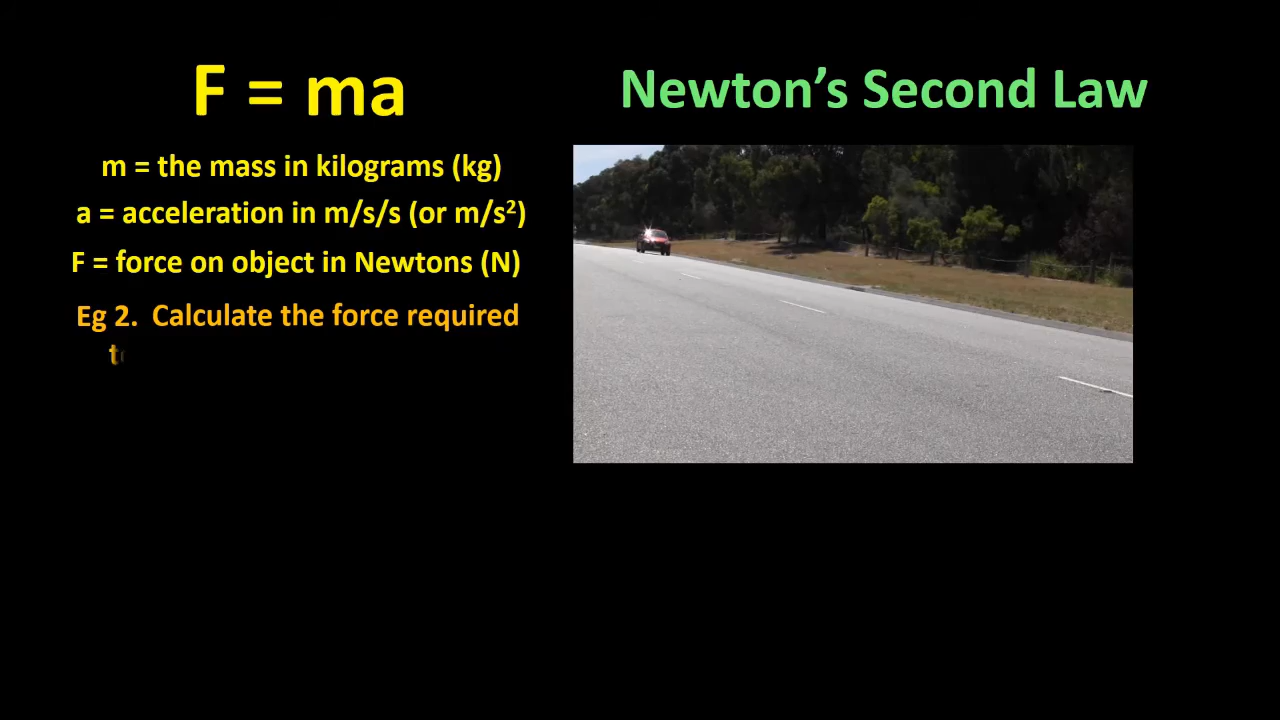 F = ma
Newton’s Second Law
m = the mass in kilograms (kg)
a = acceleration in m/s/s (or m/s²)
F = force on object in Newtons (N)
Eg 2.  Calculate the force required